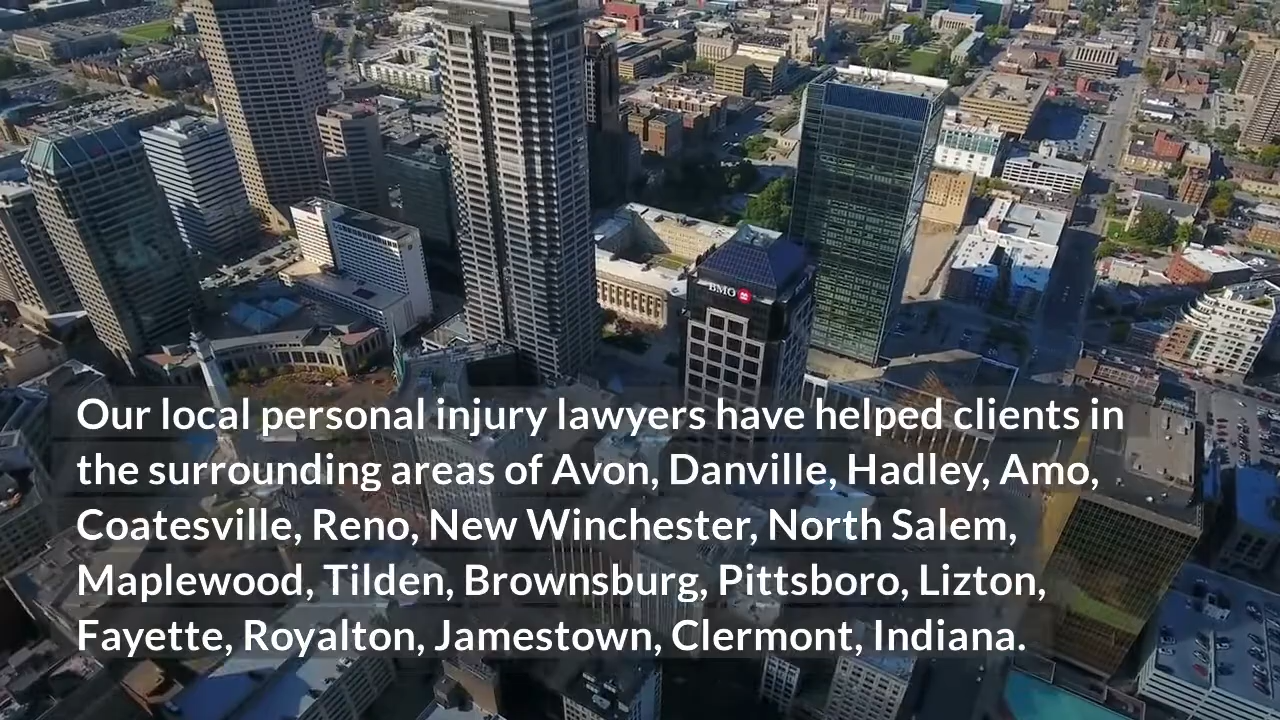 BMO
Our local personal injury lawyers have helped clients in
the surrounding areas of Avon, Danville, Hadley, Amo,
Coatesville, Reno, New Winchester, North Salem,
Maplewood, Tilden, Brownsburg, Pittsboro, Lizton,
Fayette, Royalton, Jamestown, Clermont, Indiana.